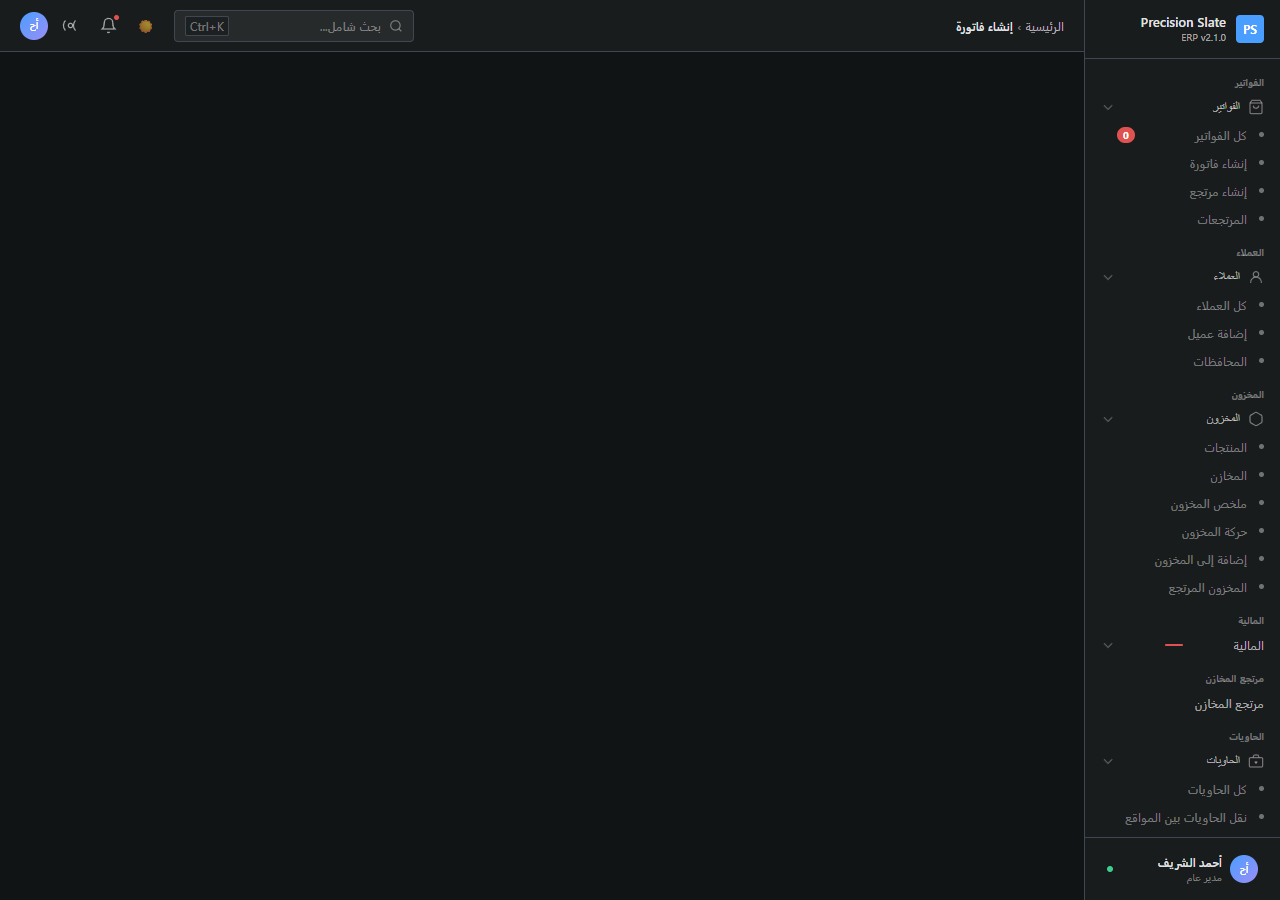 PS
Precision Slate
ERP v2.1.0
الرئيسية › إنشاء فاتورة
بحث شامل...
Ctrl+K
أح
الفواتير
الفواتير
كل الفواتير
0
إنشاء فاتورة
إنشاء مرتجع
المرتجعات
العملاء
العملاء
كل العملاء
إضافة عميل
المحافظات
المخزون
المخزون
المنتجات
المخازن
ملخص المخزون
حركة المخزون
إضافة إلى المخزون
المخزون المرتجع
المالية
المالية
مرتجع المخازن
مرتجع المخازن
الحاويات
الحاويات
كل الحاويات
نقل الحاويات بين المواقع
أح
أحمد الشريف
مدير عام